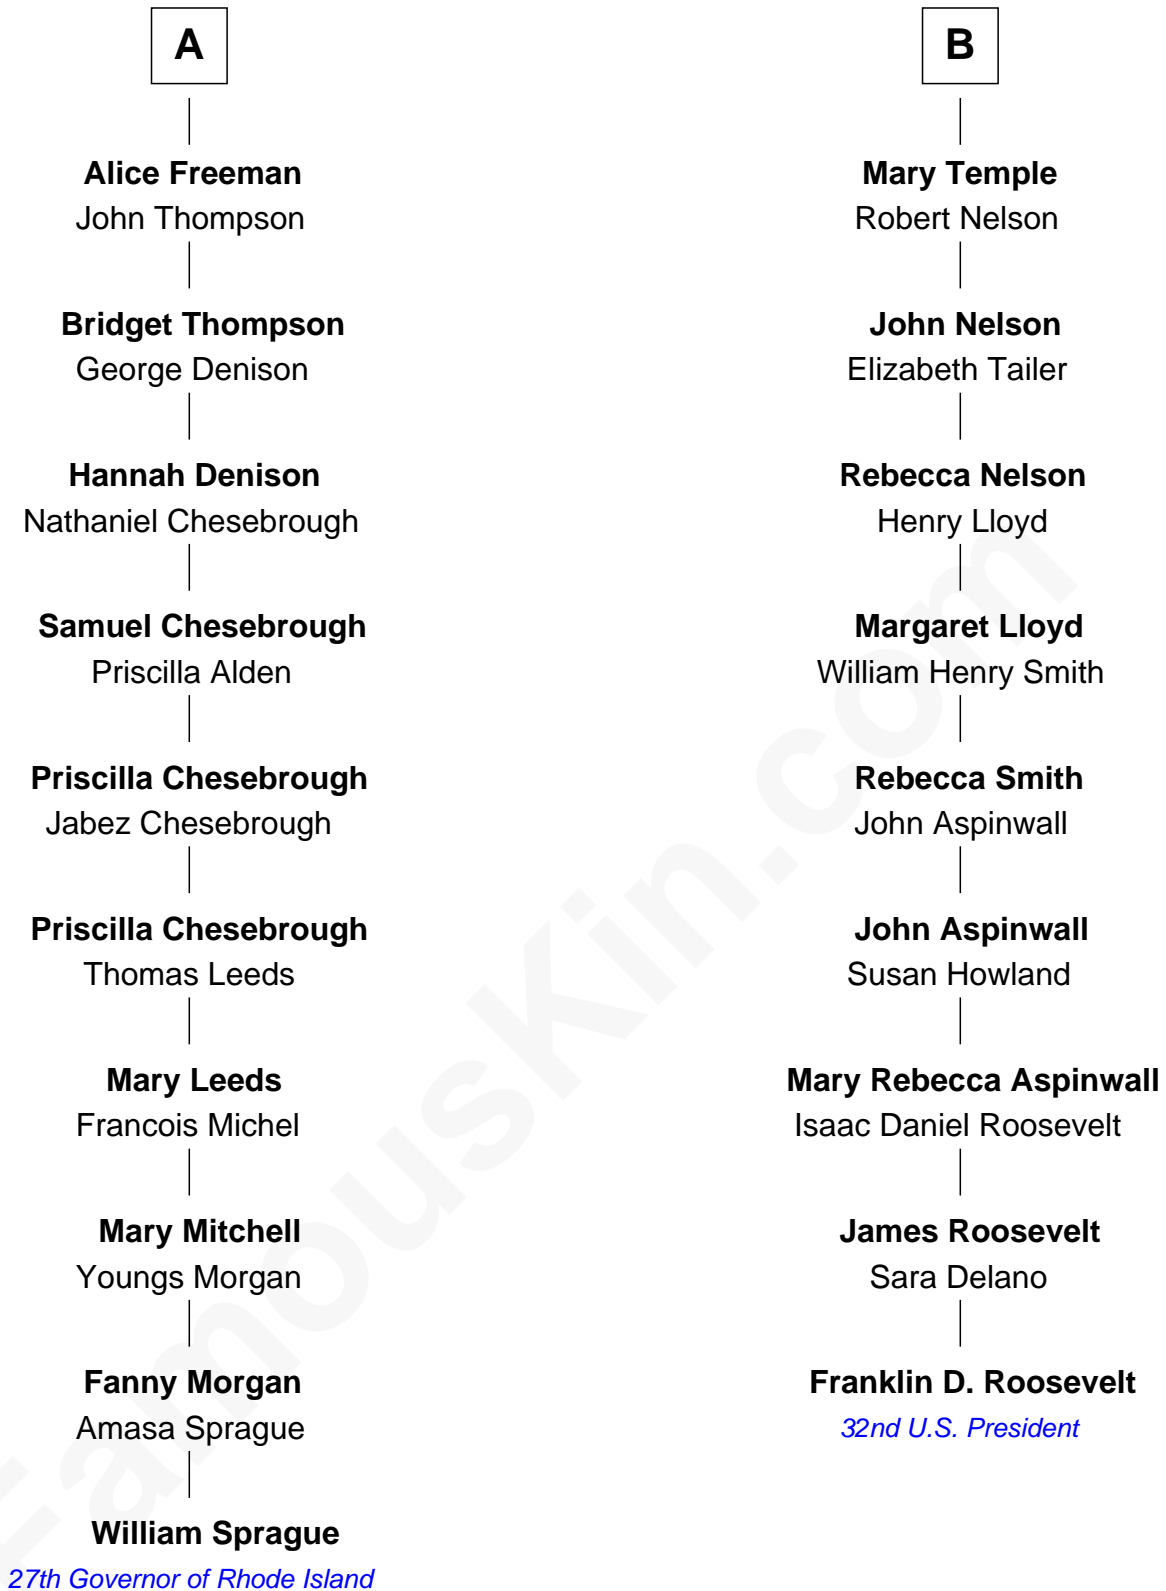 A
Alice Freeman
John Thompson
Bridget Thompson
George Denison
Hannah Denison
Nathaniel Chesebrough
Samuel Chesebrough
Priscilla Alden
Priscilla Chesebrough
Jabez Chesebrough
Priscilla Chesebrough
Thomas Leeds
Mary Leeds
Francois Michel
Mary Mitchell
Youngs Morgan
Fanny Morgan
Amasa Sprague
William Sprague
27th Governor of Rhode Island
B
Mary Temple
Robert Nelson
John Nelson
Elizabeth Tailer
Rebecca Nelson
Henry Lloyd
Margaret Lloyd
William Henry Smith
Rebecca Smith
John Aspinwall
John Aspinwall
Susan Howland
Mary Rebecca Aspinwall
Isaac Daniel Roosevelt
James Roosevelt
Sara Delano
Franklin D. Roosevelt
32nd U.S. President
FamousKin.com